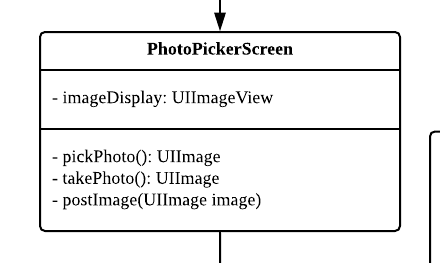 PhotoPickerScreen
- imageDisplay: UIImageView
- pickPhoto(): UIImage
- takePhoto(): UIImage
- postImage(UIImage image)